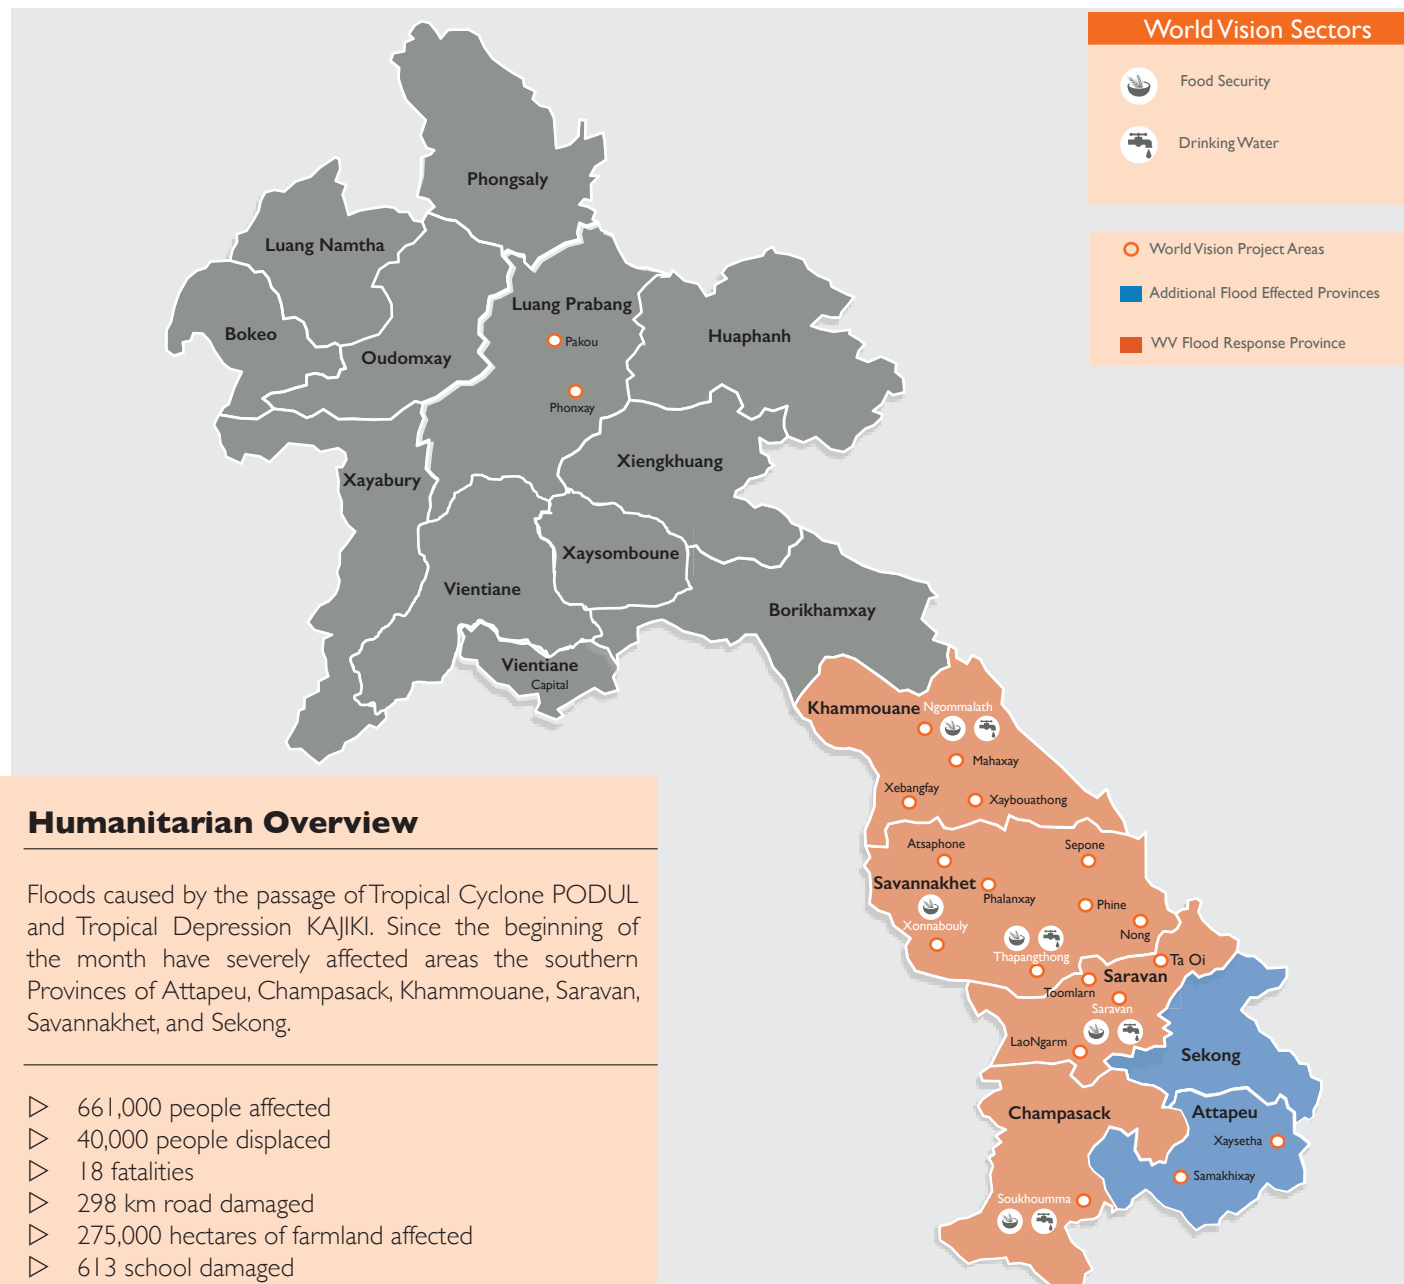 World Vision Sectors
Food Security
Drinking Water
World Vision Project Areas
Additional Flood Effected Provinces
WV Flood Response Province
Phongsaly
Luang Namtha
Bokeo
Oudomxay
Luang Prabang
Pakou
Phonxay
Huaphanh
Xayabury
Xiengkhuang
Xaysomboune
Vientiane
Borikhamxay
Vientiane
Capital
Khammouane
Ngommalath
Mahaxay
Xebangfay
Xaybouathong
Atsaphone
Sepone
Savannakhet
Phalanxay
Phine
Xonnabouly
Nong
Thapangthong
Ta Oi
Saravan
Toomlarn
Saravan
LaoNgarm
Sekong
Champasack
Attapeu
Xaysetha
Samakhixay
Soukhoumma
Humanitarian Overview
Floods caused by the passage of Tropical Cyclone PODUL
and Tropical Depression KAJIKI. Since the beginning of
the month have severely affected areas the southern
Provinces of Attapeu, Champasack, Khammouane, Saravan,
Savannakhet, and Sekong.
661,000 people affected
40,000 people displaced
18 fatalities
298 km road damaged
275,000 hectares of farmland affected
613 school damaged